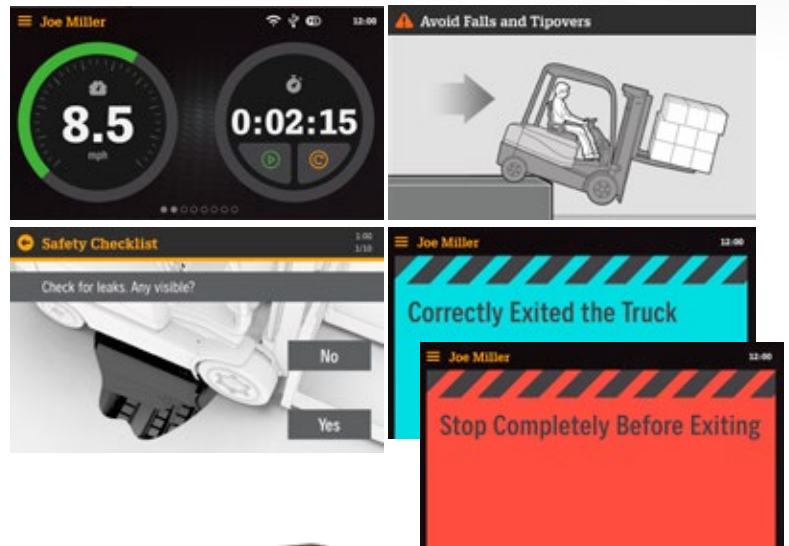 Joe Miller
12:00
8.5
mph
0:02:15
Avoid Falls and Tipovers
Safety Checklist
1:00
1/10
Check for leaks. Any visible?
No
Yes
Joe Miller
12:00
Correctly Exited the Truck
Joe Miller
12:00
Stop Completely Before Exiting